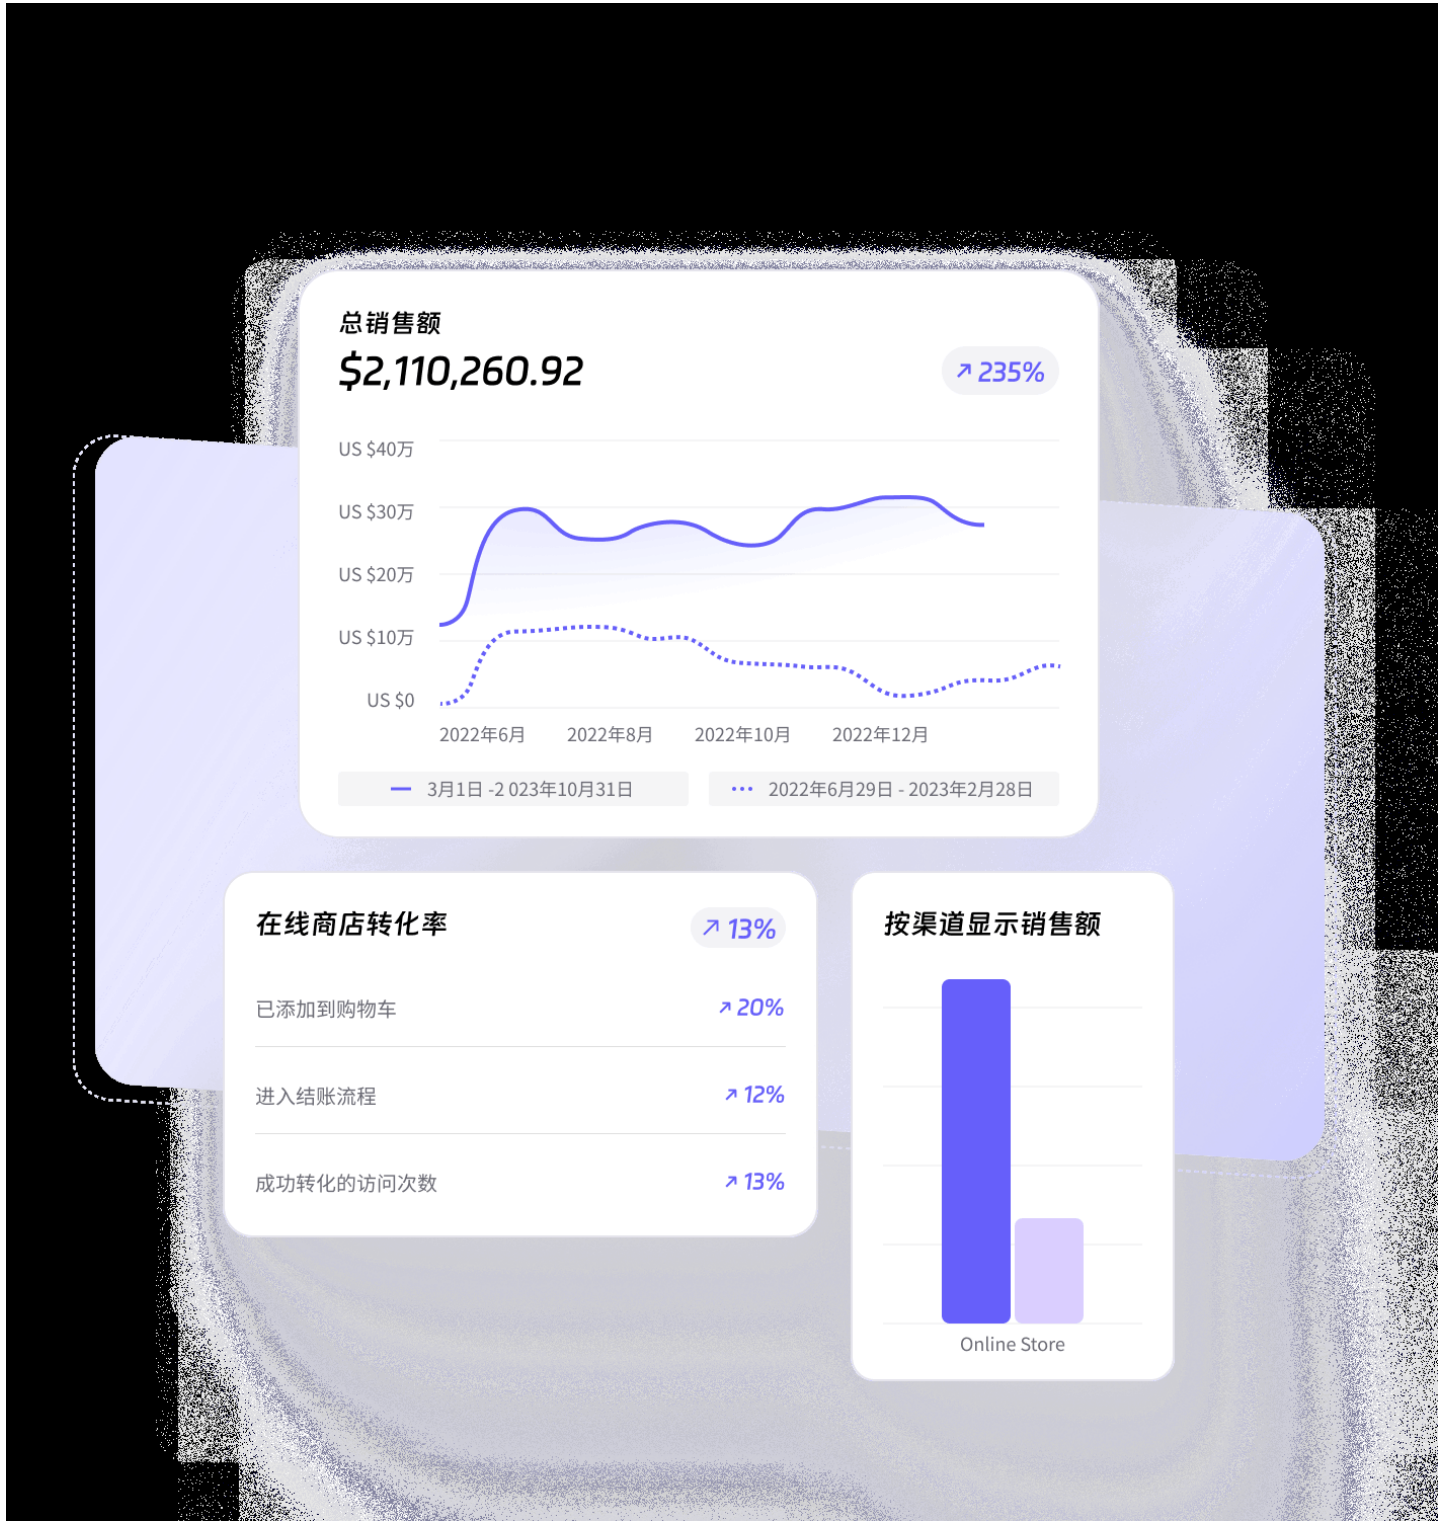 总销售额
$2,110,260.92
↗ 235%
US $40万
US $30万
US $20万
US $10万
US $0
2022年6月 2022年8月 2022年10月 2022年12月
3月1日 -2 023年10月31日
2022年6月29日 - 2023年2月28日
在线商店转化率
↗ 13%
已添加到购物车
↗ 20%
进入结账流程
↗ 12%
成功转化的访问次数
↗ 13%
按渠道显示销售额
Online Store